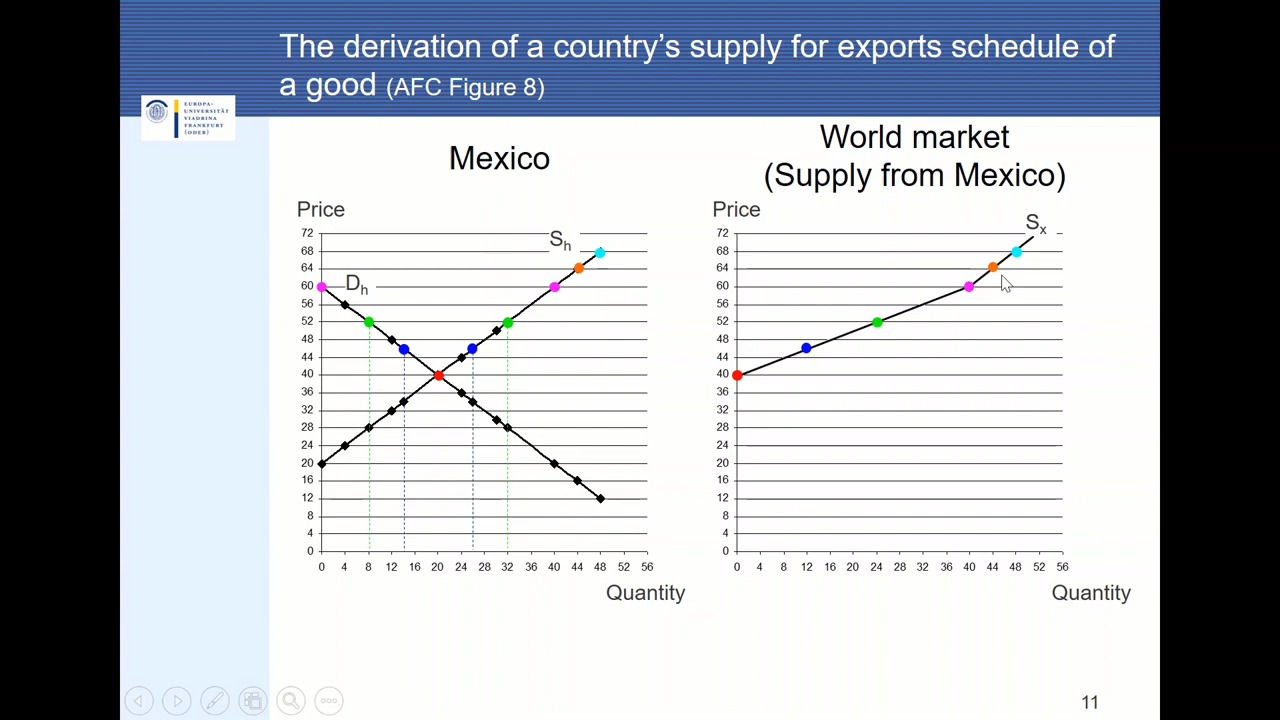 The derivation of a country's supply for exports schedule of
a good (AFC Figure 8)
EUROPA-
UNIVERSITÄT
VIADRINA
FRANKFURT
(ODER)
Mexico
World market
(Supply from Mexico)
Price
72
68
64
60
56
52
48
44
40
36
32
28
24
20
16
12
8
4
0
Dh
Sh
0 4 8 12 16 20 24 28 32 36 40 44 48 52 56
Quantity
Price
72
68
64
60
56
52
48
44
40
36
32
28
24
20
16
12
8
4
0
Sx
0 4 8 12 16 20 24 28 32 36 40 44 48 52 56
Quantity
11